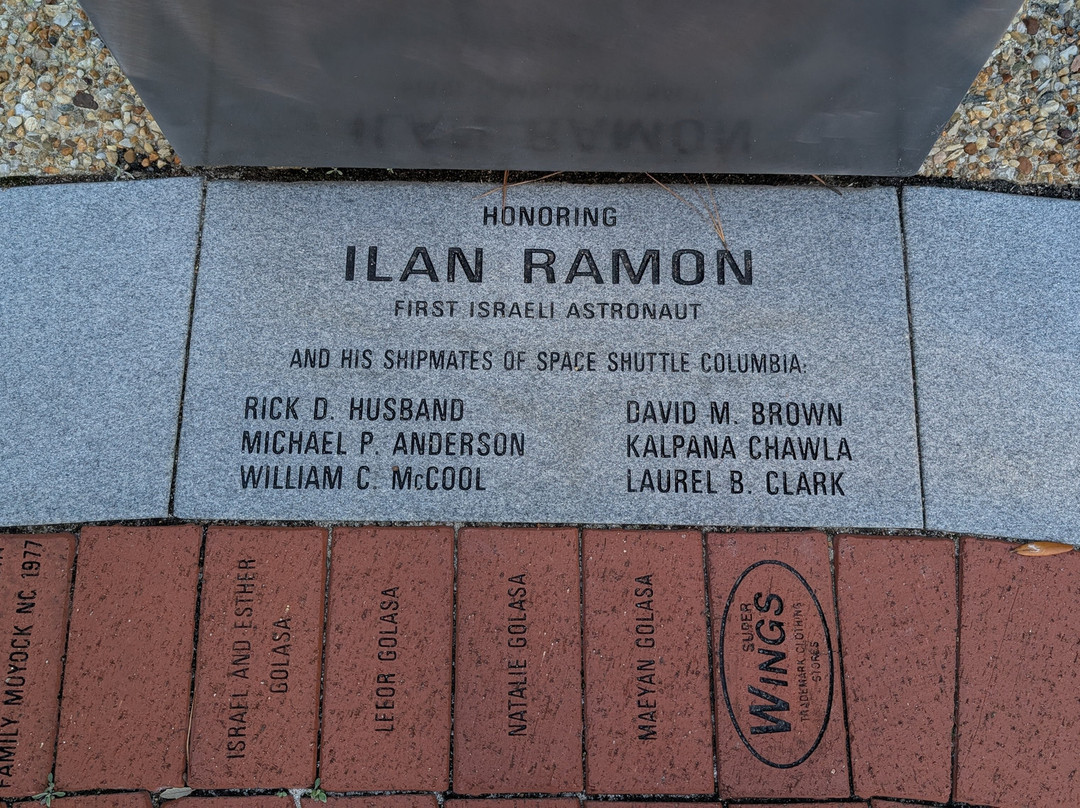 HONORING
ILAN RAMON
FIRST ISRAELI ASTRONAUT
AND HIS SHIPMATES OF SPACE SHUTTLE COLUMBIA:
RICK D. HUSBAND
MICHAEL P. ANDERSON
WILLIAM C. McCOOL
DAVID M. BROWN
KALPANA CHAWLA
LAUREL B. CLARK
FAMILY MOYOCK NC 1977
ISRAEL AND ESTHER
GOLASA
LEEOR GOLASA
NATALIE GOLASA
MAEYAN GOLASA
SUPER
WINGS
TRADEMARK CLOTHING
STORES